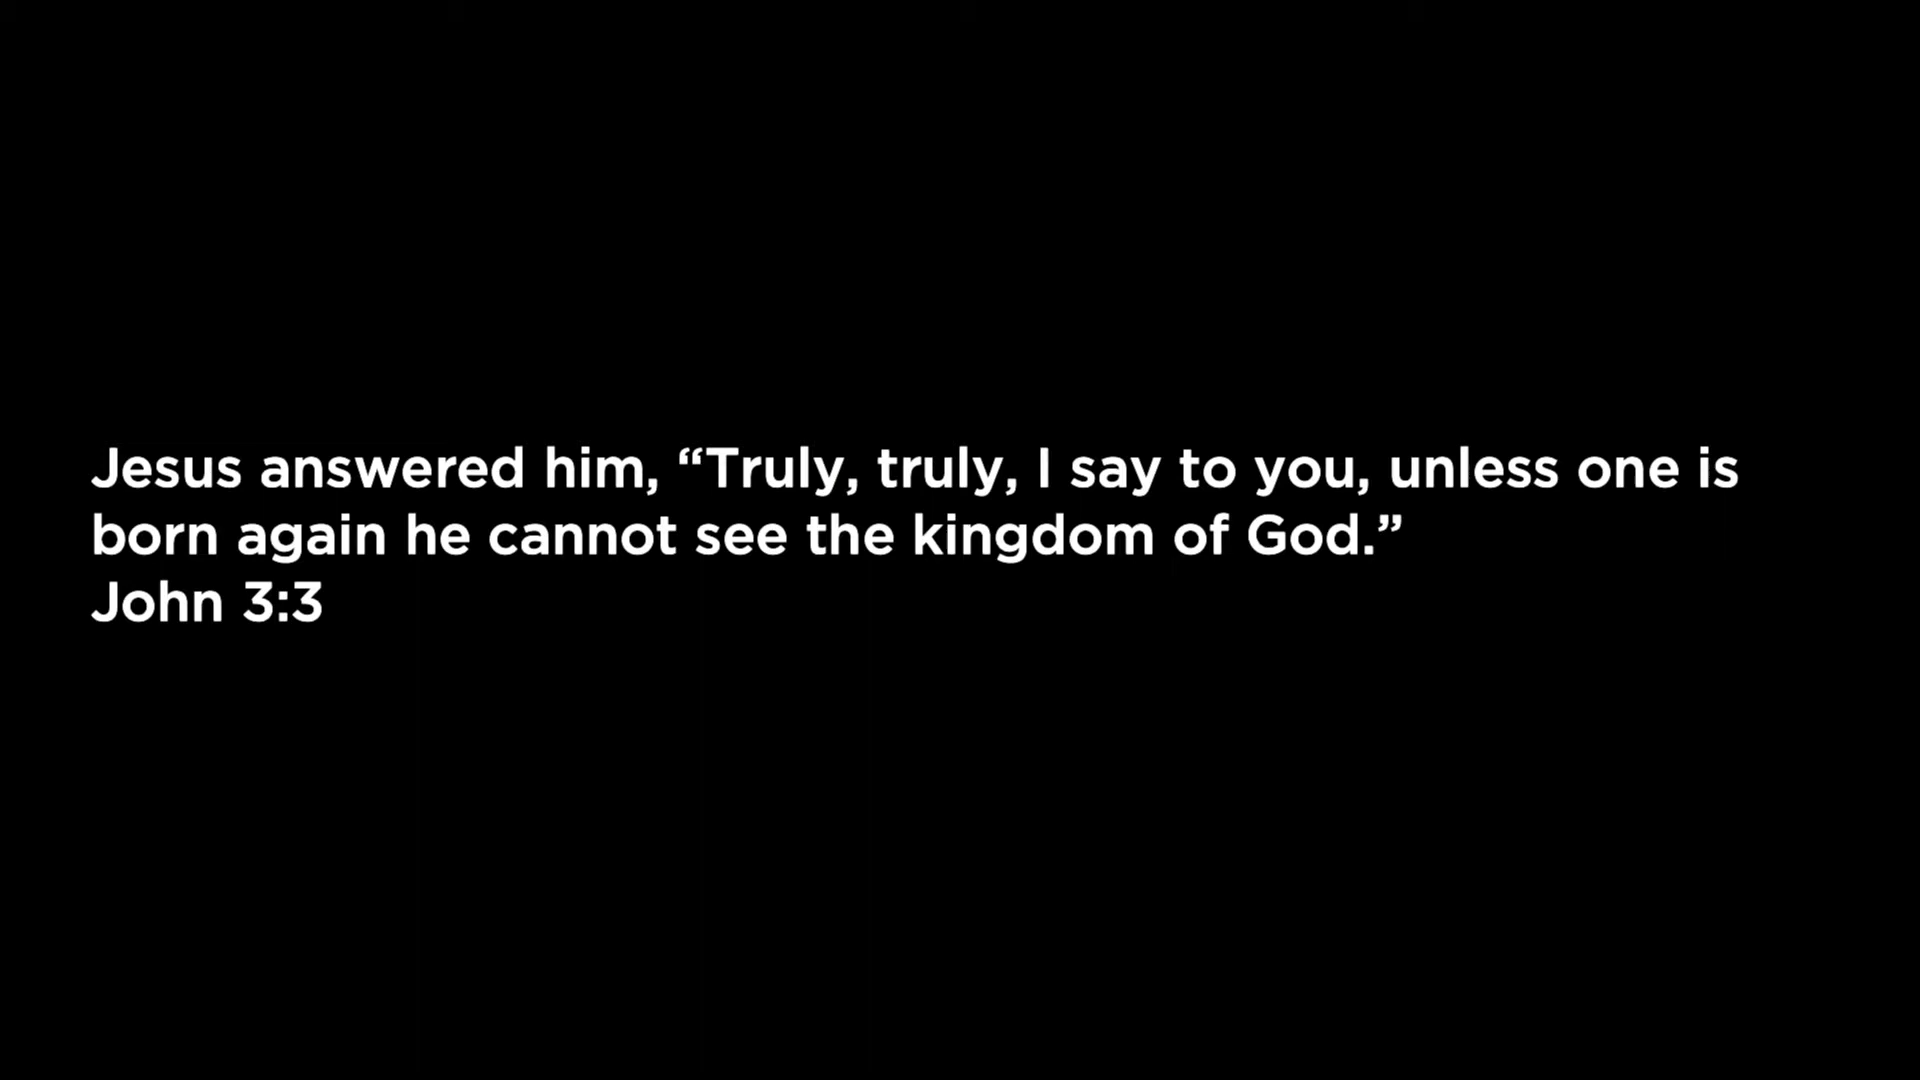 Jesus answered him, “Truly, truly, I say to you, unless one is
born again he cannot see the kingdom of God.”
John 3:3